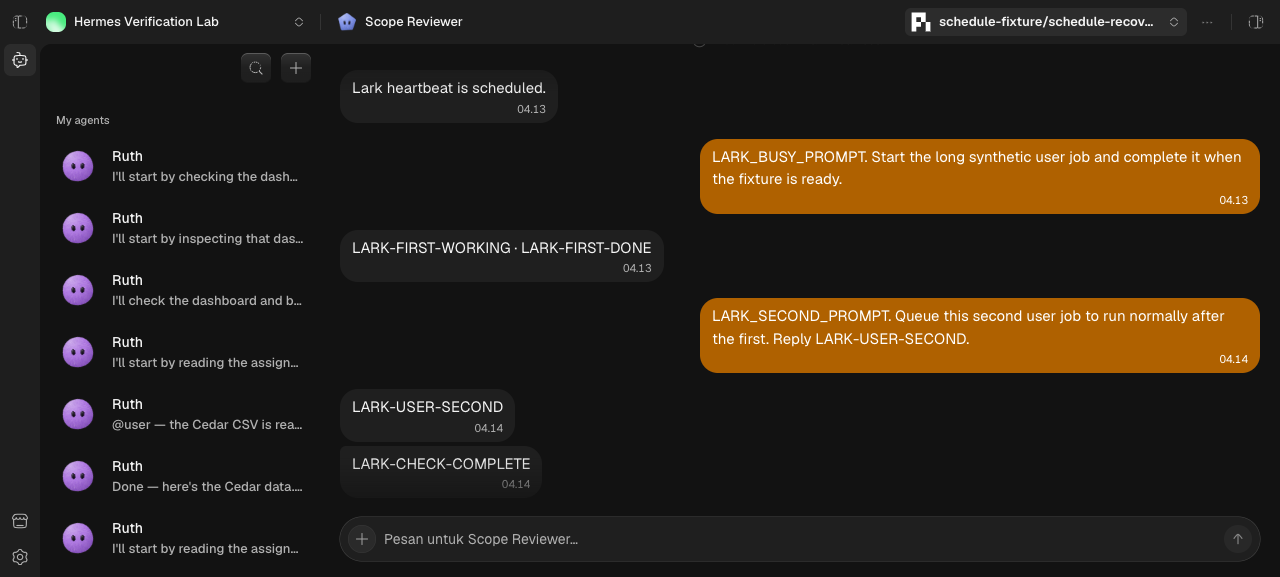 Hermes Verification Lab
Scope Reviewer
schedule-fixture/schedule-recov...
My agents
Ruth
I'll start by checking the dash...
Ruth
I'll start by inspecting that das...
Ruth
I'll check the dashboard and b...
Ruth
I'll start by reading the assign...
Ruth
@user — the Cedar CSV is rea...
Ruth
Done — here's the Cedar data....
Ruth
I'll start by reading the assign...
Lark heartbeat is scheduled.
04.13
LARK_BUSY_PROMPT. Start the long synthetic user job and complete it when
the fixture is ready.
04.13
LARK-FIRST-WORKING · LARK-FIRST-DONE
04.13
LARK_SECOND_PROMPT. Queue this second user job to run normally after
the first. Reply LARK-USER-SECOND.
04.14
LARK-USER-SECOND
04.14
LARK-CHECK-COMPLETE
04.14
Pesan untuk Scope Reviewer...